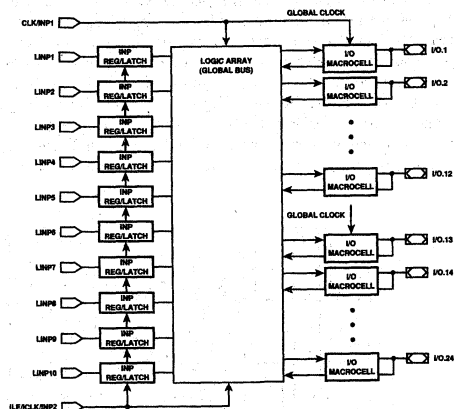 GLOBAL CLOCK
CLK/INP1
LINP1
INP
REG/LATCH
LOGIC ARRAY
(GLOBAL BUS)
I/O
MACROCELL
I/O.1
LINP2
INP
REG/LATCH
I/O
MACROCELL
I/O.2
LINP3
INP
REG/LATCH
LINP4
INP
REG/LATCH
I/O
MACROCELL
I/O.12
LINP5
INP
REG/LATCH
GLOBAL CLOCK
LINP6
INP
REG/LATCH
I/O
MACROCELL
I/O.13
LINP7
INP
REG/LATCH
I/O
MACROCELL
I/O.14
LINP8
INP
REG/LATCH
LINP9
INP
REG/LATCH
LINP10
INP
REG/LATCH
I/O
MACROCELL
I/O.24
ILE/ICLK/INP2